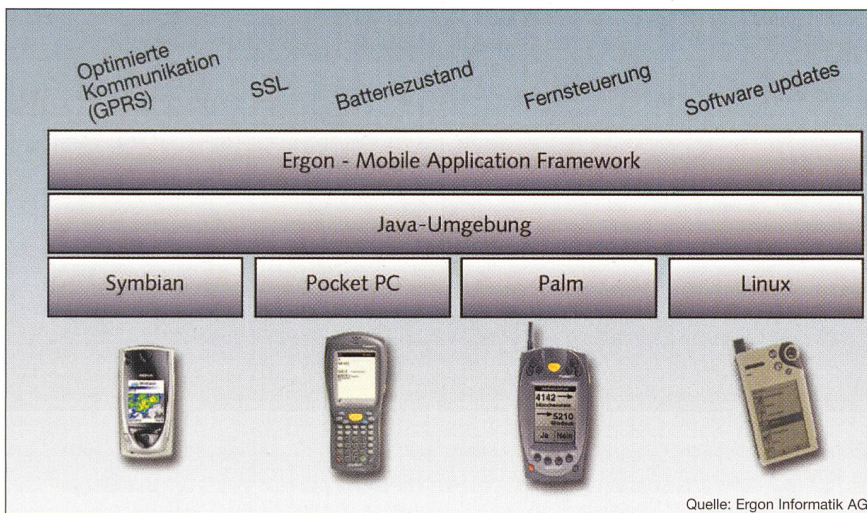 Optimierte
Kommunikation
(GPRS)
SSL
Batteriezustand
Fernsteuerung
Software updates
Ergon - Mobile Application Framework
Java-Umgebung
Symbian
Pocket PC
Palm
Linux
NOKIA
4142
5210
Ja Nein
Quelle: Ergon Informatik AG